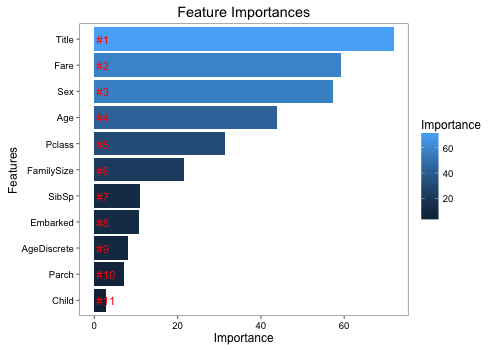 Feature Importances
Features
Title #1
Fare #2
Sex #3
Age #4
Pclass #5
FamilySize #6
SibSp #7
Embarked #8
AgeDiscrete #9
Parch #10
Child #11
0 20 40 60
Importance
Importance
60
40
20